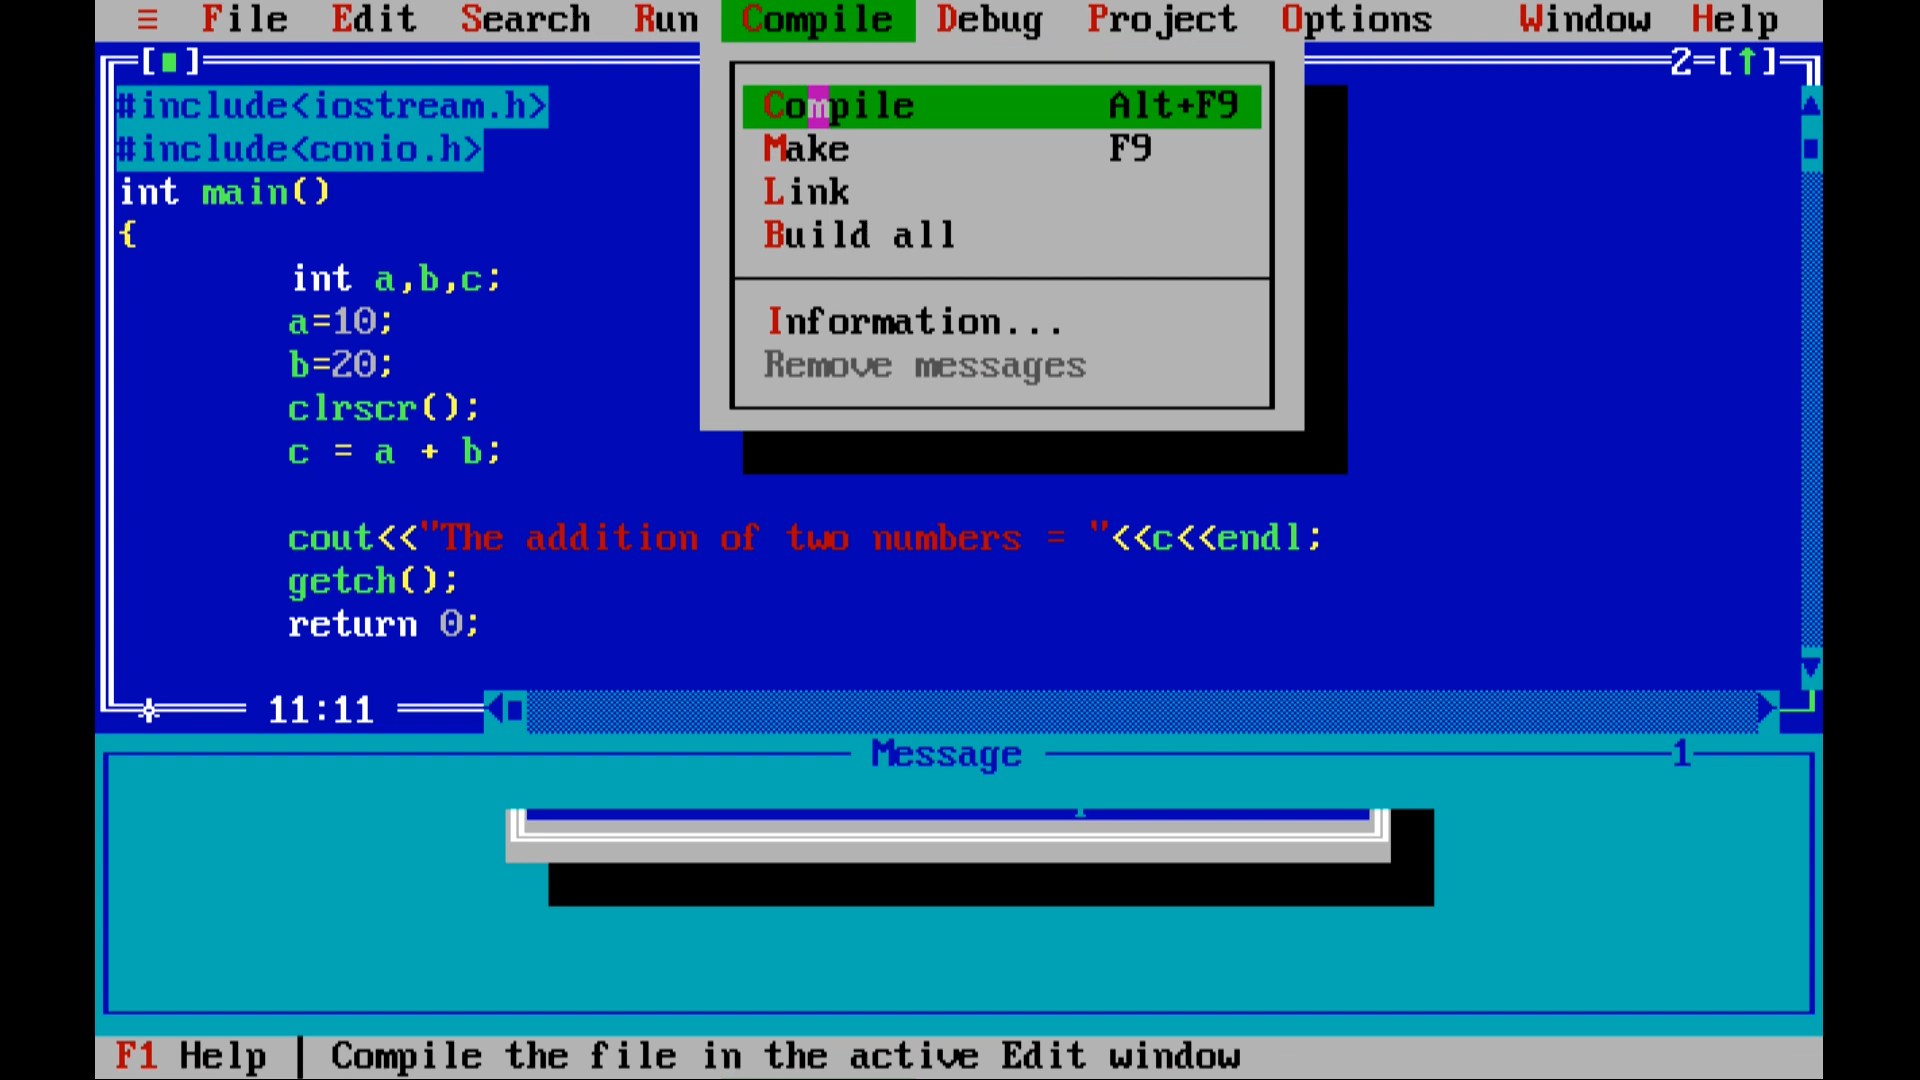 ≡ File Edit Search Run Compile Debug Project Options Window Help
[■] 2=[↑]
#include<iostream.h>
#include<conio.h>
int main()
{
int a,b,c;
a=10;
b=20;
clrscr();
c = a + b;
cout<<"The addition of two numbers = "<<c<<endl;
getch();
return 0;
11:11
Compile Alt+F9
Make F9
Link
Build all
Information...
Remove messages
Message 1
F1 Help │ Compile the file in the active Edit window